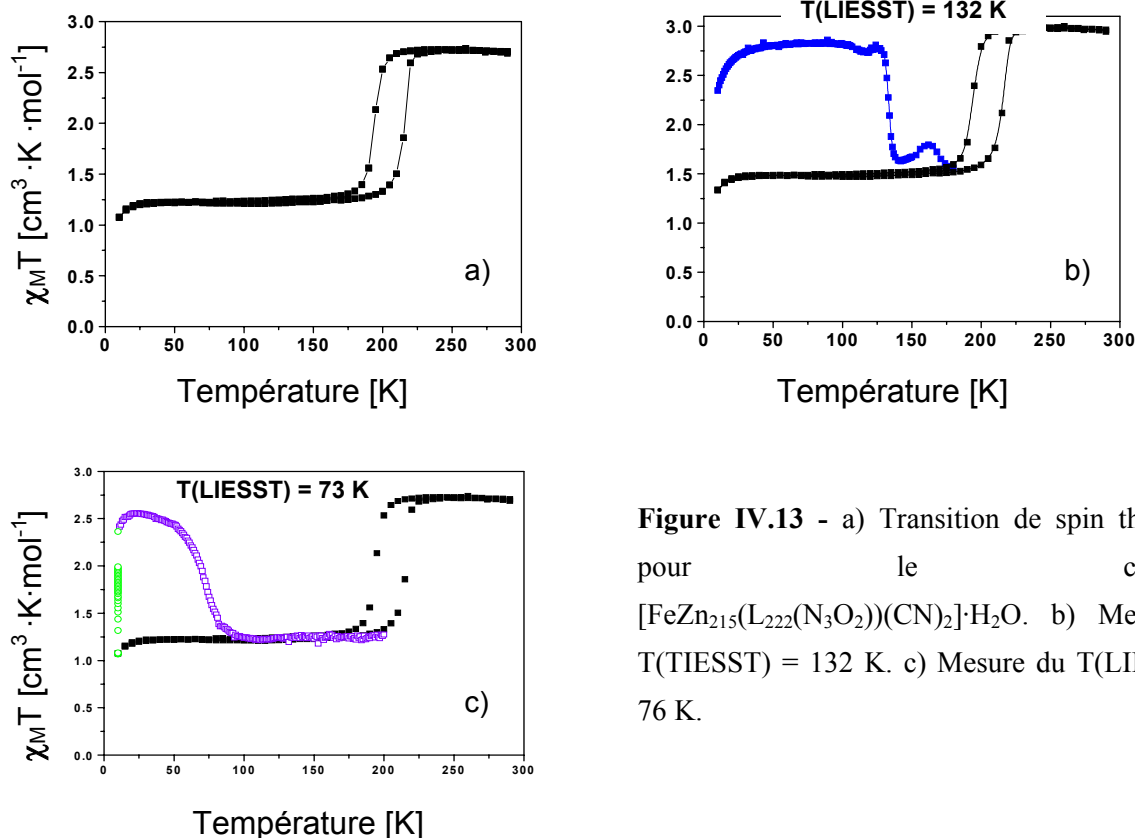 3.0
2.5
2.0
1.5
1.0
0.5
0.0
χMT [cm3 ·K ·mol-1]
a)
0 50 100 150 200 250 300
Température [K]
T(LIESST) = 132 K
3.0
2.5
2.0
1.5
1.0
0.5
0.0
b)
0 50 100 150 200 250 300
Température [K]
T(LIESST) = 73 K
3.0
2.5
2.0
1.5
1.0
0.5
0.0
χMT [cm3 ·K·mol-1]
c)
0 50 100 150 200 250 300
Température [K]
Figure IV.13 - a) Transition de spin
pour le
[FeZn215(L222(N3O2))(CN)2]·H2O. b)
T(TIESST) = 132 K. c) Mesure du
76 K.